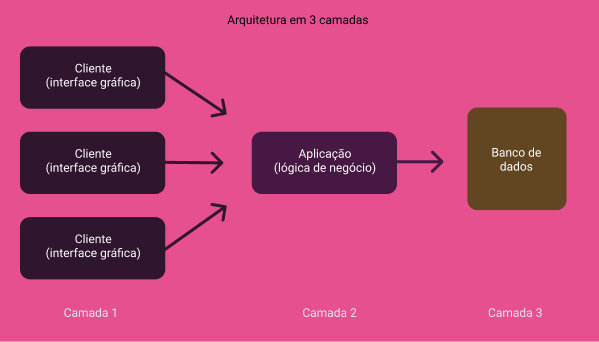 Arquitetura em 3 camadas
Cliente
(interface gráfica)
Cliente
(interface gráfica)
Aplicação
(lógica de negócio)
Banco de
dados
Cliente
(interface gráfica)
Camada 1
Camada 2
Camada 3